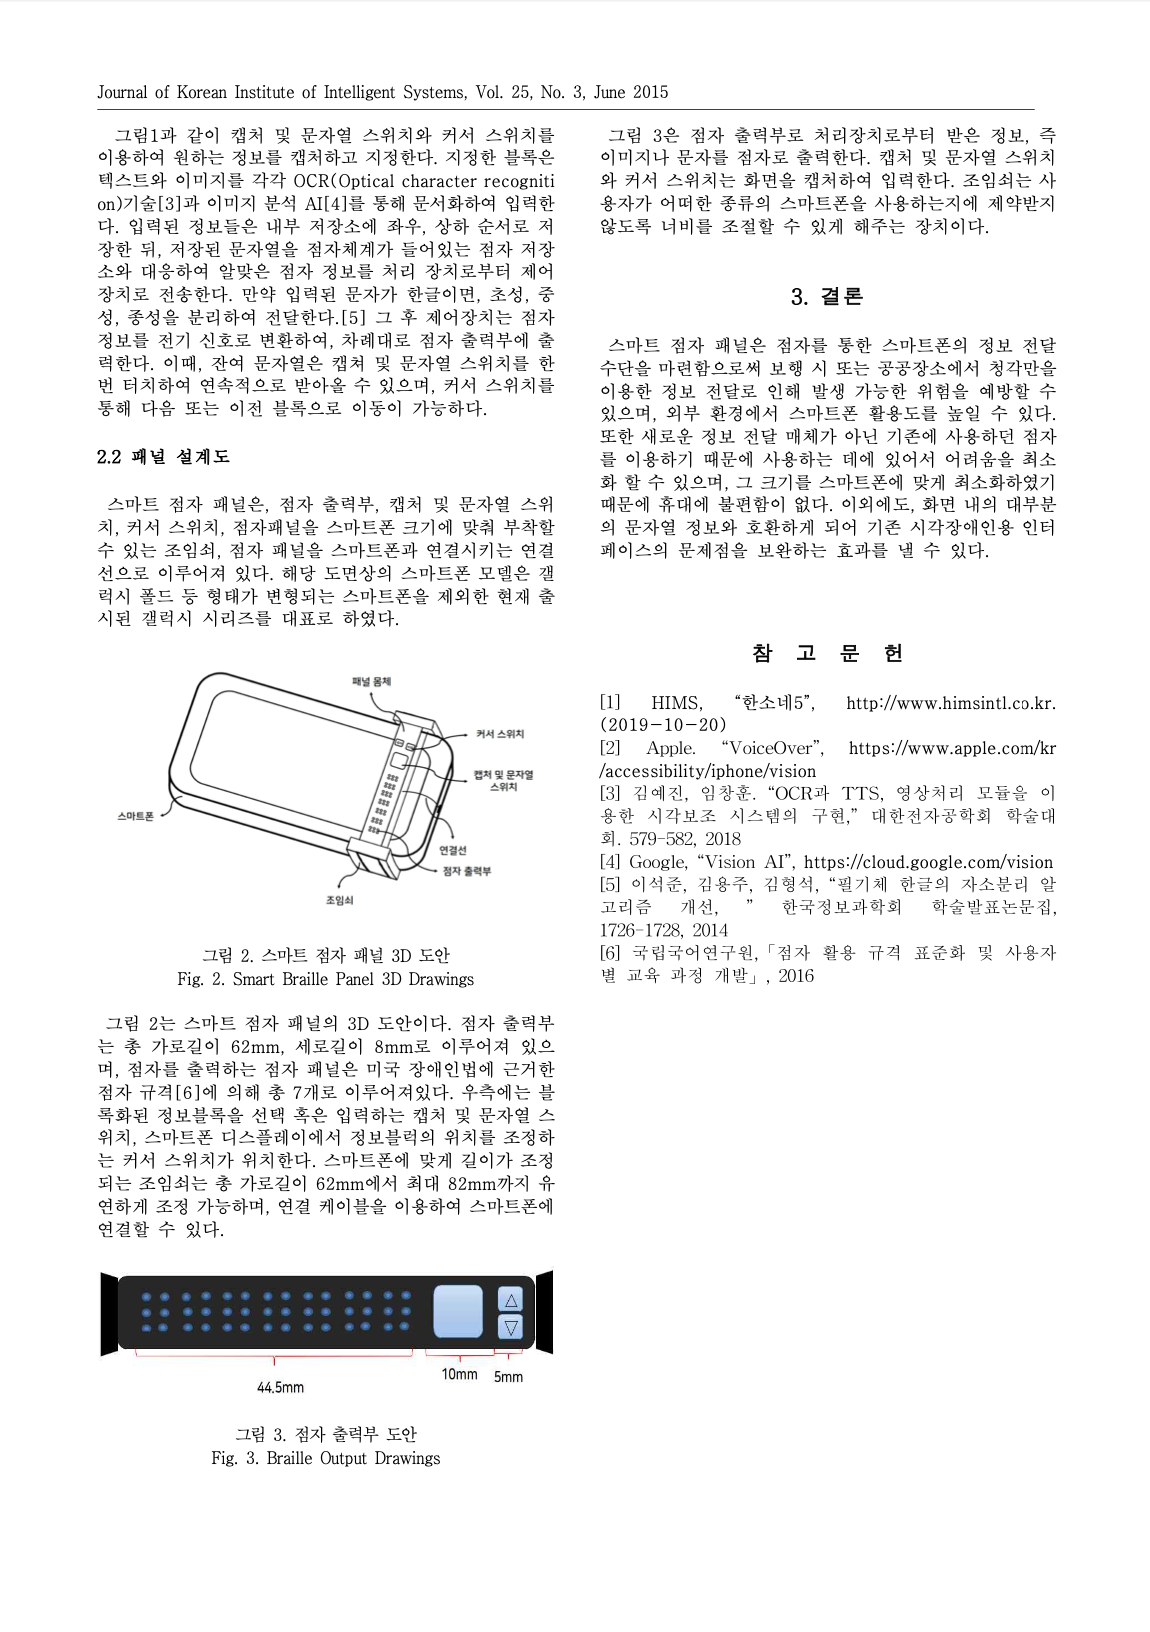 Journal of Korean Institute of Intelligent Systems, Vol. 25, No. 3, June 2015
그림1과 같이 캡처 및 문자열 스위치와 커서 스위치를
이용하여 원하는 정보를 캡처하고 지정한다. 지정한 블록은
텍스트와 이미지를 각각 OCR(Optical character recogniti
on)기술[3]과 이미지 분석 AI[4]를 통해 문서화하여 입력한
다. 입력된 정보들은 내부 저장소에 좌우, 상하 순서로 저
장한 뒤, 저장된 문자열을 점자체계가 들어있는 점자 저장
소와 대응하여 알맞은 점자 정보를 처리 장치로부터 제어
장치로 전송한다. 만약 입력된 문자가 한글이면, 초성, 중
성, 종성을 분리하여 전달한다.[5] 그 후 제어장치는 점자
정보를 전기 신호로 변환하여, 차례대로 점자 출력부에 출
력한다. 이때, 잔여 문자열은 캡쳐 및 문자열 스위치를 한
번 터치하여 연속적으로 받아올 수 있으며, 커서 스위치를
통해 다음 또는 이전 블록으로 이동이 가능하다.
2.2 패널 설계도
스마트 점자 패널은, 점자 출력부, 캡처 및 문자열 스위
치, 커서 스위치, 점자패널을 스마트폰 크기에 맞춰 부착할
수 있는 조임쇠, 점자 패널을 스마트폰과 연결시키는 연결
선으로 이루어져 있다. 해당 도면상의 스마트폰 모델은 갤
럭시 폴드 등 형태가 변형되는 스마트폰을 제외한 현재 출
시된 갤럭시 시리즈를 대표로 하였다.
패널 몸체
커서 스위치
캡처 및 문자열
스위치
스마트폰
연결선
점자 출력부
조임쇠
그림 2. 스마트 점자 패널 3D 도안
Fig. 2. Smart Braille Panel 3D Drawings
그림 2는 스마트 점자 패널의 3D 도안이다. 점자 출력부
는 총 가로길이 62mm, 세로길이 8mm로 이루어져 있으
며, 점자를 출력하는 점자 패널은 미국 장애인법에 근거한
점자 규격[6]에 의해 총 7개로 이루어져있다. 우측에는 블
록화된 정보블록을 선택 혹은 입력하는 캡처 및 문자열 스
위치, 스마트폰 디스플레이에서 정보블럭의 위치를 조정하
는 커서 스위치가 위치한다. 스마트폰에 맞게 길이가 조정
되는 조임쇠는 총 가로길이 62mm에서 최대 82mm까지 유
연하게 조정 가능하며, 연결 케이블을 이용하여 스마트폰에
연결할 수 있다.
44.5mm
10mm
5mm
그림 3. 점자 출력부 도안
Fig. 3. Braille Output Drawings
그림 3은 점자 출력부로 처리장치로부터 받은 정보, 즉
이미지나 문자를 점자로 출력한다. 캡처 및 문자열 스위치
와 커서 스위치는 화면을 캡처하여 입력한다. 조임쇠는 사
용자가 어떠한 종류의 스마트폰을 사용하는지에 제약받지
않도록 너비를 조절할 수 있게 해주는 장치이다.
3. 결론
스마트 점자 패널은 점자를 통한 스마트폰의 정보 전달
수단을 마련함으로써 보행 시 또는 공공장소에서 청각만을
이용한 정보 전달로 인해 발생 가능한 위험을 예방할 수
있으며, 외부 환경에서 스마트폰 활용도를 높일 수 있다.
또한 새로운 정보 전달 매체가 아닌 기존에 사용하던 점자
를 이용하기 때문에 사용하는 데에 있어서 어려움을 최소
화 할 수 있으며, 그 크기를 스마트폰에 맞게 최소화하였기
때문에 휴대에 불편함이 없다. 이외에도, 화면 내의 대부분
의 문자열 정보와 호환하게 되어 기존 시각장애인용 인터
페이스의 문제점을 보완하는 효과를 낼 수 있다.
참 고 문 헌
[1] HIMS, “한소네5”, http://www.himsintl.co.kr.
(2019-10-20)
[2] Apple. “VoiceOver”, https://www.apple.com/kr
/accessibility/iphone/vision
[3] 김예진, 임창훈. “OCR과 TTS, 영상처리 모듈을 이
용한 시각보조 시스템의 구현,” 대한전자공학회 학술대
회. 579-582, 2018
[4] Google, “Vision AI”, https://cloud.google.com/vision
[5] 이석준, 김용주, 김형석, “필기체 한글의 자소분리 알
고리즘 개선, ” 한국정보과학회 학술발표논문집,
1726-1728, 2014
[6] 국립국어연구원,「점자 활용 규격 표준화 및 사용자
별 교육 과정 개발」, 2016